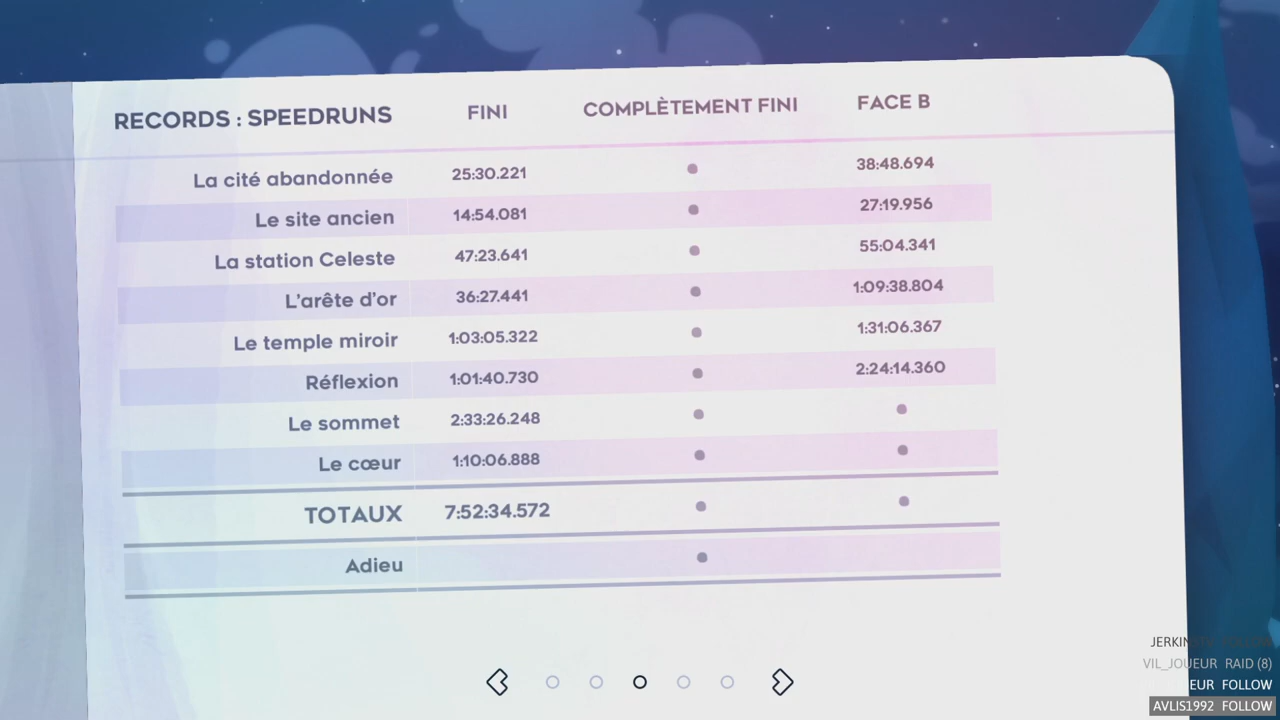 RECORDS : SPEEDRUNS FINI COMPLÈTEMENT FINI FACE B
La cité abandonnée 25:30.221 38:48.694
Le site ancien 14:54.081 27:19.956
La station Celeste 47:23.641 55:04.341
L'arête d'or 36:27.441 1:09:38.804
Le temple miroir 1:03:05.322 1:31:06.367
Réflexion 1:01:40.730 2:24:14.360
Le sommet 2:33:26.248
Le cœur 1:10:06.888
TOTAUX 7:52:34.572
Adieu
VIL_JOUEUR RAID (8)
EUR FOLLOW
AVLIS1992 FOLLOW